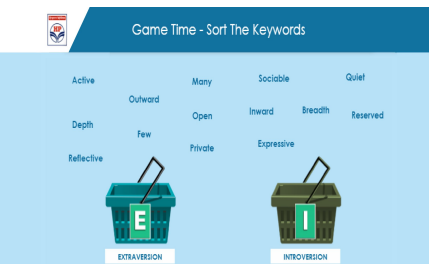 HP
Game Time - Sort The Keywords
Active
Many
Sociable
Quiet
Outward
Open
Inward
Breadth
Reserved
Depth
Few
Private
Expressive
Reflective
E
I
EXTRAVERSION
INTROVERSION